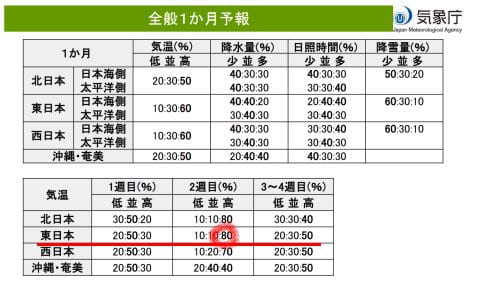 全般1か月予報
気象庁
Japan Meteorological Agency
1か月 気温(%) 降水量(%) 日照時間(%) 降雪量(%)
低 並 高 少 並 多 少 並 多 少 並 多
北日本 日本海側 20:30:50 40:30:30 40:30:30 50:30:20
太平洋側 40:30:30 30:30:40
東日本 日本海側 10:30:60 40:40:20 20:40:40 60:30:10
太平洋側 30:40:30 40:30:30
西日本 日本海側 10:30:60 40:30:30 30:30:40 60:30:10
太平洋側 30:40:30 30:40:30
沖縄・奄美 20:30:50 20:40:40 40:30:30
気温 1週目(%) 2週目(%) 3～4週目(%)
低 並 高 低 並 高 低 並 高
北日本 30:50:20 10:10:80 30:30:40
東日本 20:50:30 10:10:80 20:30:50
西日本 20:50:30 10:20:70 20:30:50
沖縄・奄美 20:50:30 20:40:40 20:30:50